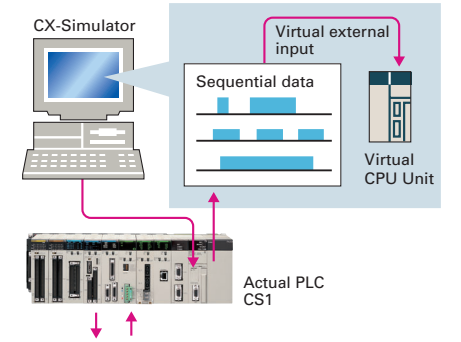 CX-Simulator
Virtual external
input
Sequential data
Virtual
CPU Unit
Actual PLC
CS1